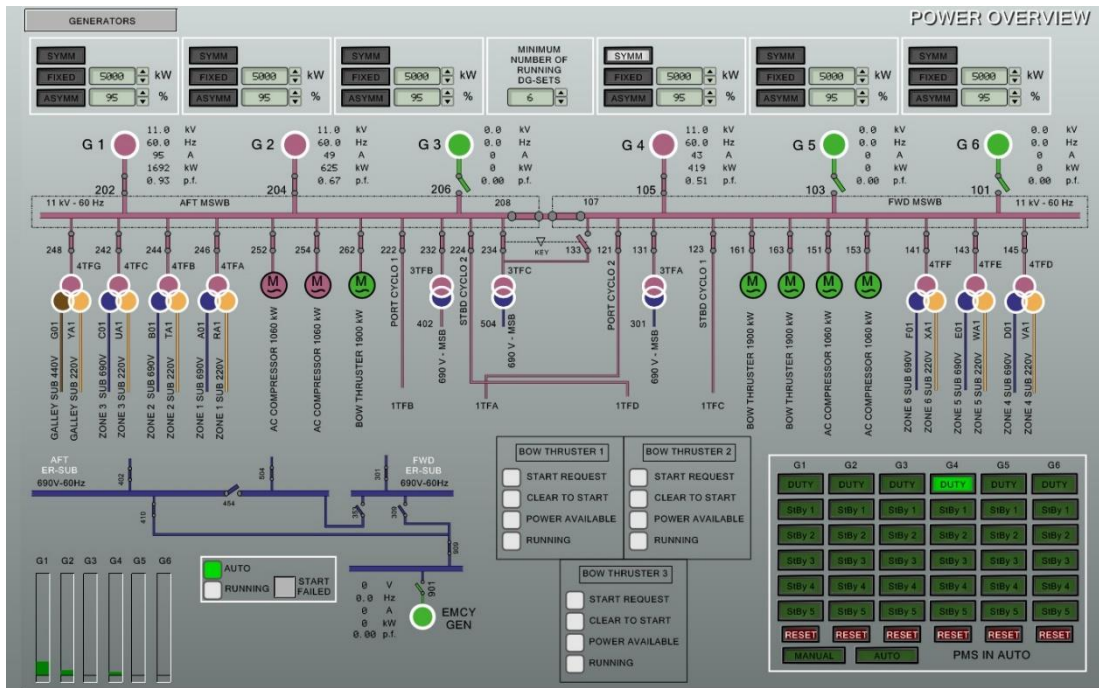 GENERATORS
POWER OVERVIEW
SYMM
FIXED 5000 kW
ASYMM 95 %
SYMM
FIXED 5000 kW
ASYMM 95 %
SYMM
FIXED 5000 kW
ASYMM 95 %
MINIMUM
NUMBER OF
RUNNING
DG-SETS
6
SYMM
FIXED 5000 kW
ASYMM 95 %
SYMM
FIXED 5000 kW
ASYMM 95 %
SYMM
FIXED 5000 kW
ASYMM 95 %
G 1
11.0 kV
60.0 Hz
95 A
1692 kW
0.93 p.f.
202
G 2
11.0 kV
60.0 Hz
49 A
625 kW
0.67 p.f.
204
G 3
0.0 kV
0.0 Hz
0 A
0 kW
0.00 p.f.
206
G 4
11.0 kV
60.0 Hz
43 A
419 kW
0.51 p.f.
105
G 5
0.0 kV
0.0 Hz
0 A
0 kW
0.00 p.f.
103
G 6
0.0 kV
0.0 Hz
0 A
0 kW
0.00 p.f.
101
11 kV - 60 Hz
AFT MSWB
208
107
FWD MSWB
11 kV - 60 Hz
248
242
244
246
252
254
262
222
232
224
234
KEY
133
121
131
123
161
163
151
153
141
143
145
4TFG
4TFC
4TFB
4TFA
M
M
M
PORT CYCLO 1
3TFB
STBD CYCLO 2
3TFC
PORT CYCLO 2
3TFA
STBD CYCLO 1
M
M
M
M
4TFF
4TFE
4TFD
GALLEY SUB 440V G01
GALLEY SUB 220V YA1
ZONE 3 SUB 690V C01
ZONE 3 SUB 220V UA1
ZONE 2 SUB 690V B01
ZONE 2 SUB 220V TA1
ZONE 1 SUB 690V A01
ZONE 1 SUB 220V RA1
AC COMPRESSOR 1060 kW
AC COMPRESSOR 1060 kW
BOW THRUSTER 1900 kW
1TFB
402
690 V - MSB
504
690 V - MSB
1TFA
1TFD
301
690 V - MSB
1TFC
BOW THRUSTER 1900 kW
BOW THRUSTER 1900 kW
AC COMPRESSOR 1060 kW
AC COMPRESSOR 1060 kW
ZONE 6 SUB 690V F01
ZONE 6 SUB 220V XA1
ZONE 5 SUB 690V E01
ZONE 5 SUB 220V WA1
ZONE 4 SUB 690V D01
ZONE 4 SUB 220V VA1
AFT
ER-SUB
690V-60Hz
402
504
454
410
301
FWD
ER-SUB
690V-60Hz
353
309
909
901
0 V
0.0 Hz
0 A
0 kW
0.00 p.f.
EMCY
GEN
G1 G2 G3 G4 G5 G6
AUTO
RUNNING
START
FAILED
BOW THRUSTER 1
START REQUEST
CLEAR TO START
POWER AVAILABLE
RUNNING
BOW THRUSTER 2
START REQUEST
CLEAR TO START
POWER AVAILABLE
RUNNING
BOW THRUSTER 3
START REQUEST
CLEAR TO START
POWER AVAILABLE
RUNNING
G1 G2 G3 G4 G5 G6
DUTY DUTY DUTY DUTY DUTY DUTY
StBy 1 StBy 1 StBy 1 StBy 1 StBy 1 StBy 1
StBy 2 StBy 2 StBy 2 StBy 2 StBy 2 StBy 2
StBy 3 StBy 3 StBy 3 StBy 3 StBy 3 StBy 3
StBy 4 StBy 4 StBy 4 StBy 4 StBy 4 StBy 4
StBy 5 StBy 5 StBy 5 StBy 5 StBy 5 StBy 5
RESET RESET RESET RESET RESET RESET
MANUAL AUTO PMS IN AUTO